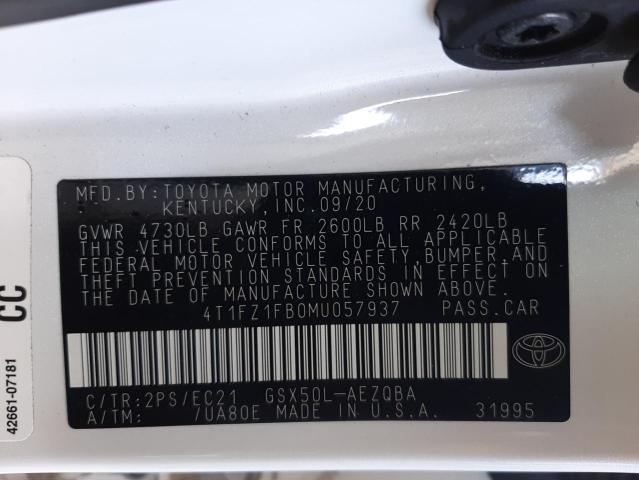 MFD.BY:TOYOTA MOTOR MANUFACTURING,
KENTUCKY,INC.09/20
GVWR 4730LB GAWR FR 2600LB RR 2420LB
THIS VEHICLE CONFORMS TO ALL APPLICABLE
FEDERAL MOTOR VEHICLE SAFETY,BUMPER,AND
THEFT PREVENTION STANDARDS IN EFFECT ON
THE DATE OF MANUFACTURE SHOWN ABOVE.
4T1FZ1FB0MU057937 PASS.CAR
C/TR:2PS/EC21 GSX50L-AEZQBA
A/TM: 7UA80E MADE IN U.S.A. 31995
CC
42661-07181